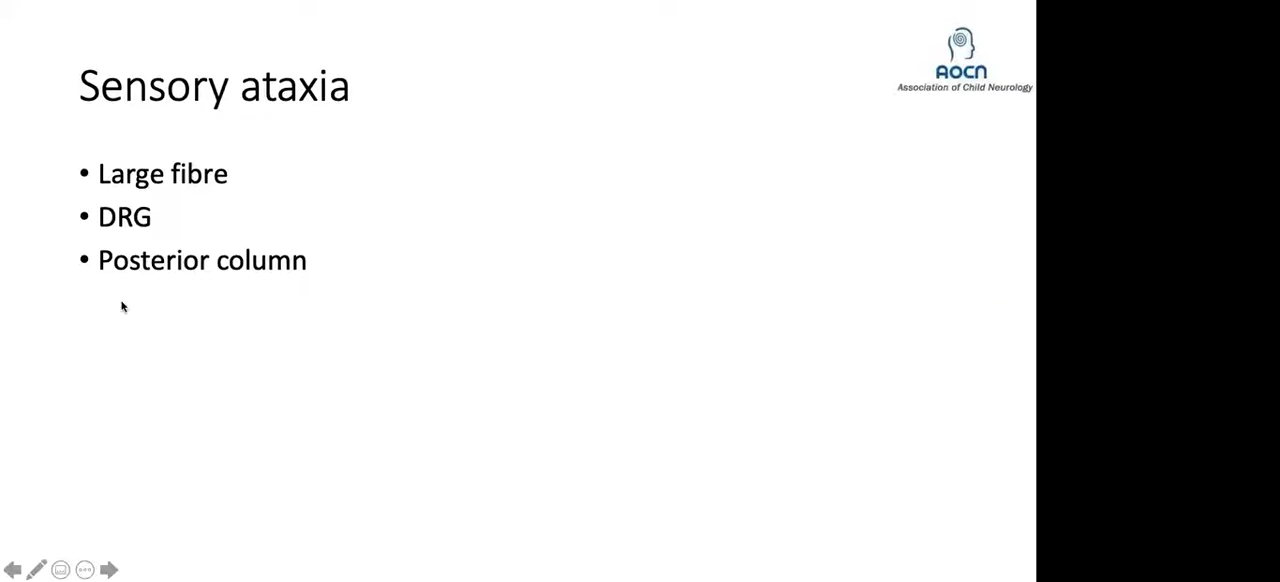 Sensory ataxia
AOCN
Association of Child Neurology
• Large fibre
• DRG
• Posterior column